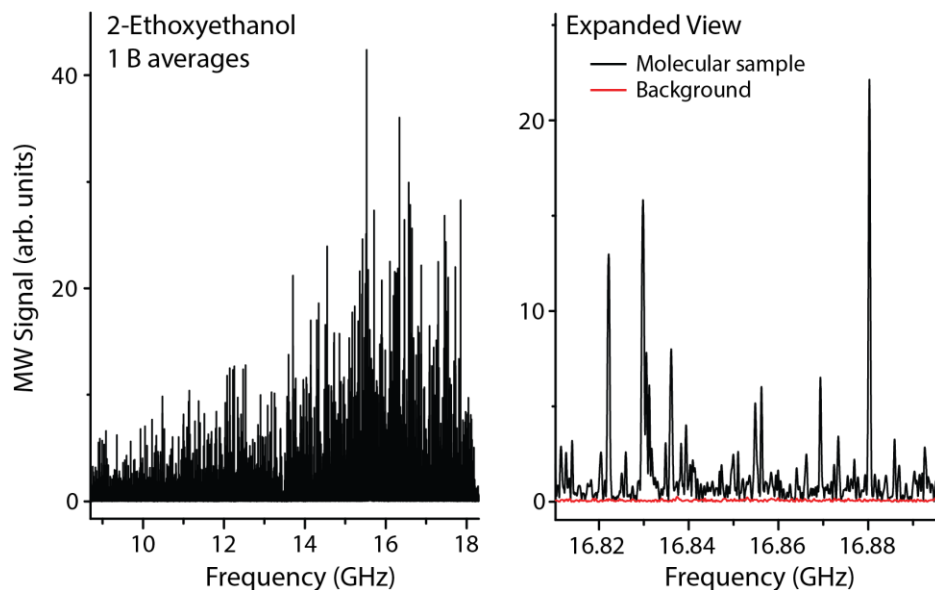 2-Ethoxyethanol
1 B averages
MW Signal (arb. units)
40
20
0
10 12 14 16 18
Frequency (GHz)
Expanded View
Molecular sample
Background
20
10
0
16.82 16.84 16.86 16.88
Frequency (GHz)